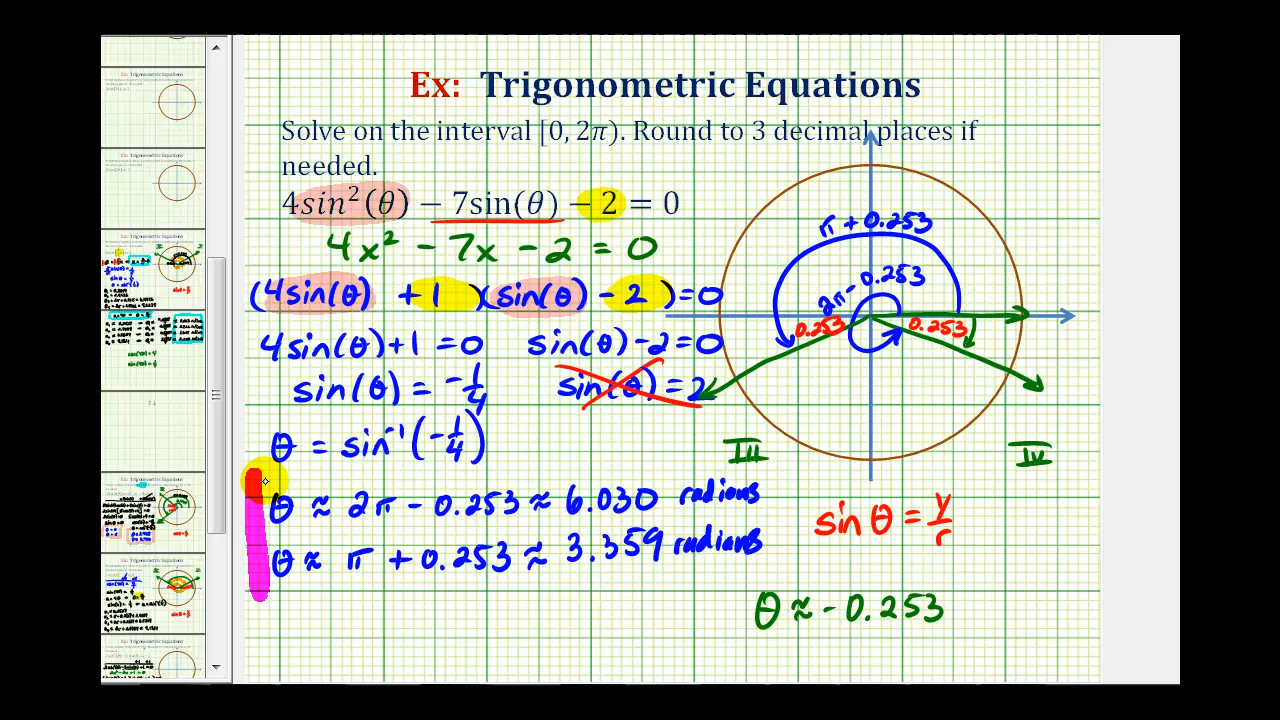 Ex: Trigonometric Equations
Solve on the interval [0, 2π). Round to 3 decimal places if
needed.
4sin²(θ) − 7sin(θ) − 2 = 0
4x² − 7x − 2 = 0
(4sin(θ) + 1)(sin(θ) − 2) = 0
4sin(θ)+1 = 0 sin(θ)−2=0
sin(θ) = −1/4 sin(θ) = 2
θ = sin⁻¹(−1/4)
θ ≈ 2π − 0.253 ≈ 6.030 radians
θ ≈ π + 0.253 ≈ 3.359 radians
π + 0.253
2π − 0.253
0.253 0.253
III IV
sin θ = y/r
θ ≈ − 0.253